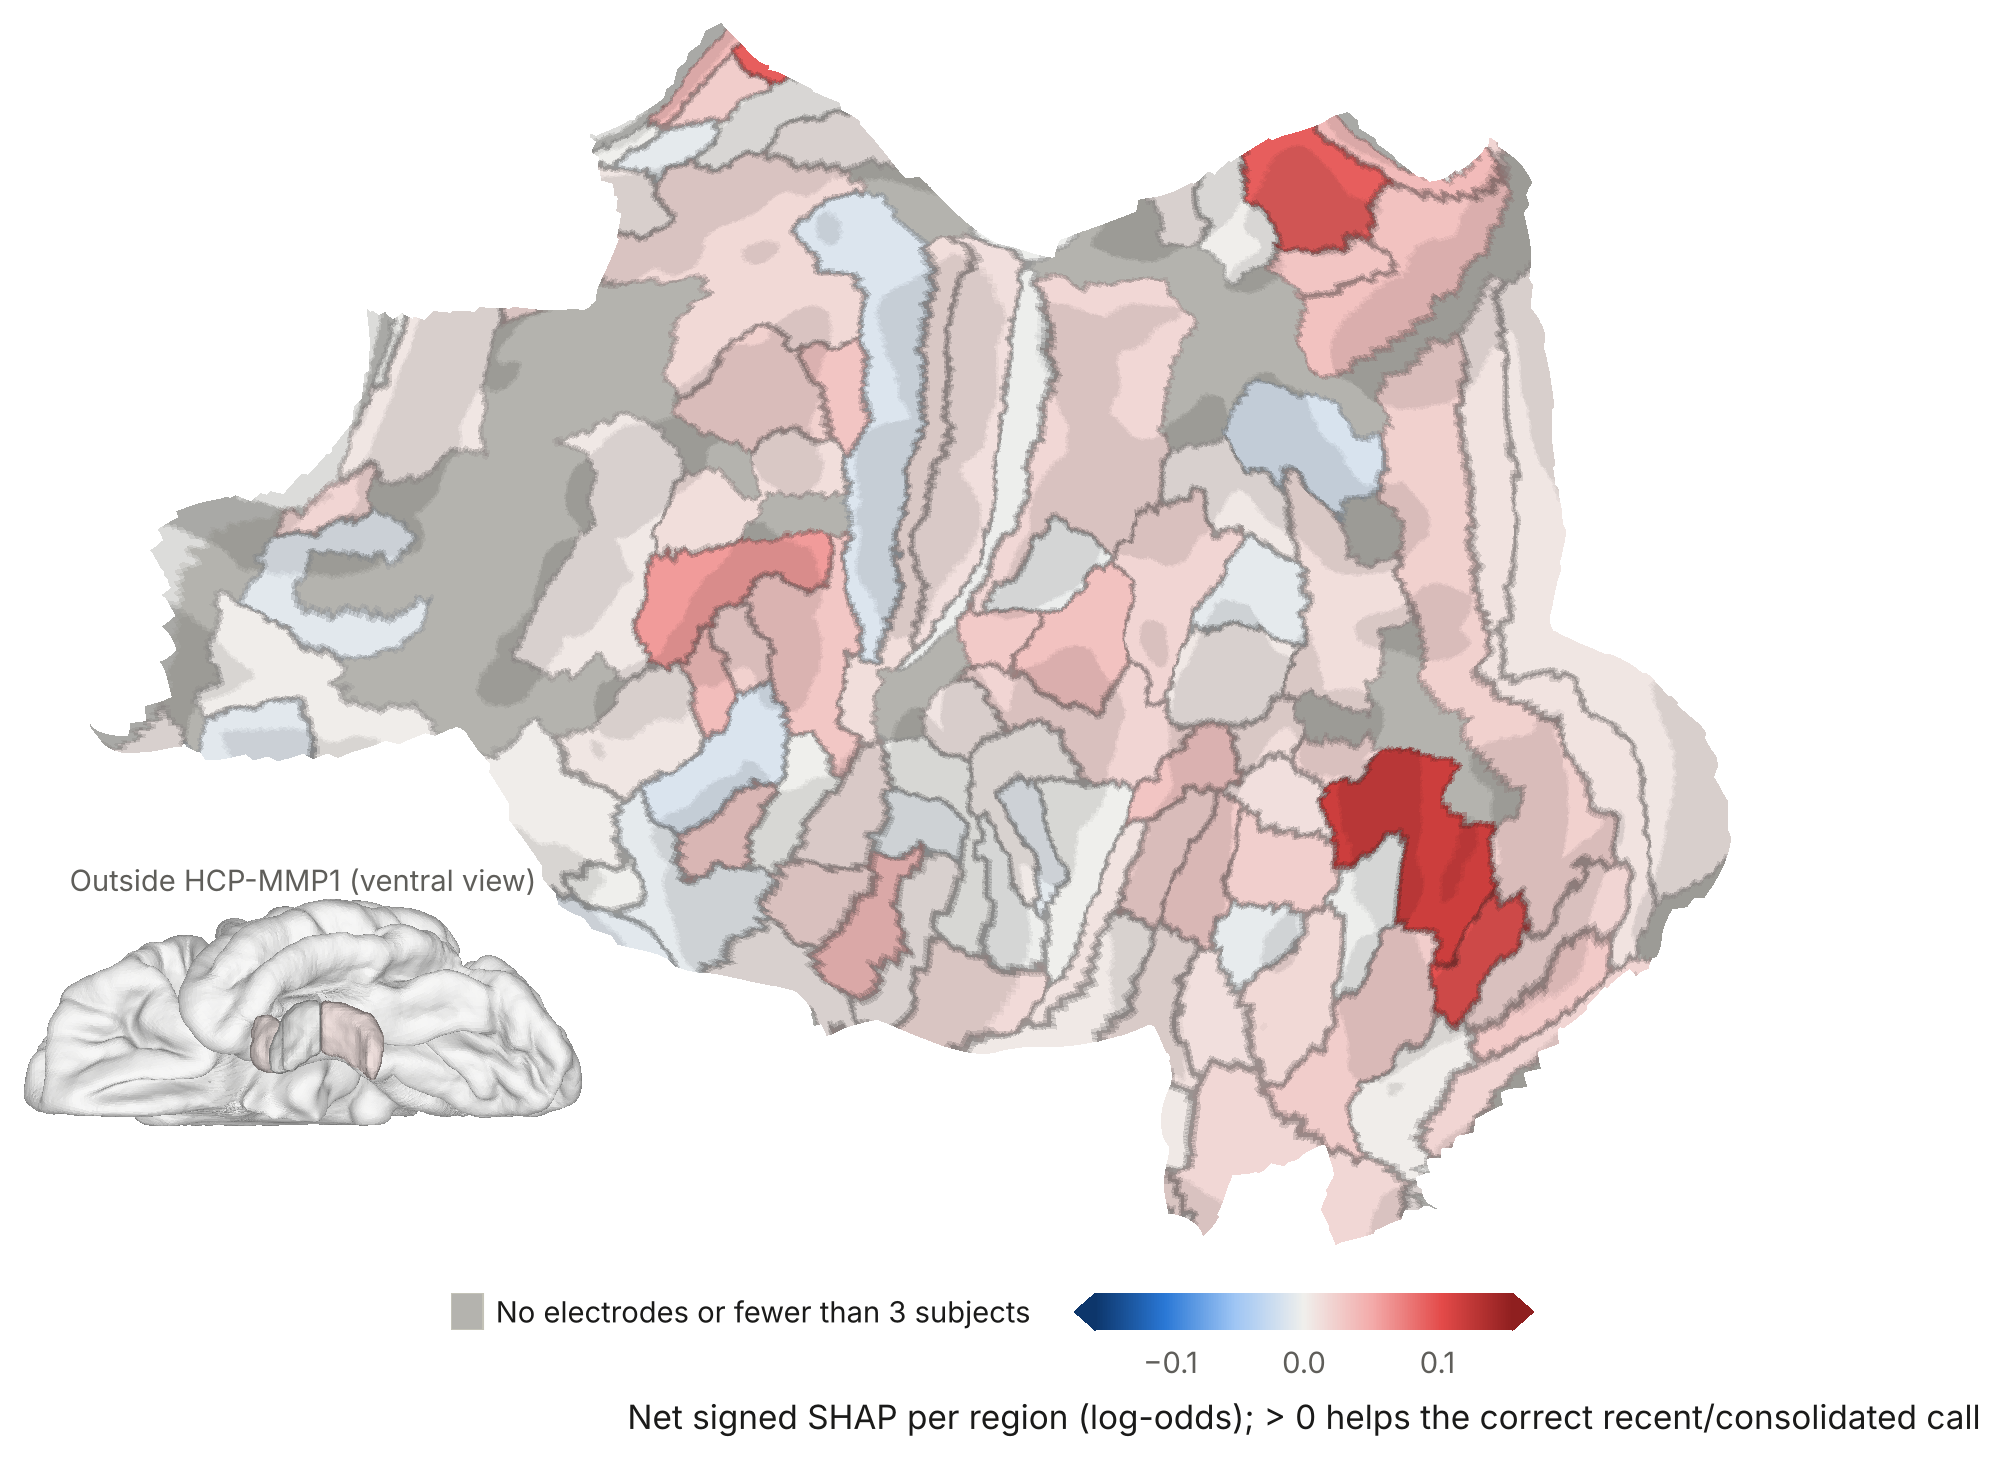 Outside HCP-MMP1 (ventral view)
No electrodes or fewer than 3 subjects
−0.1 0.0 0.1
Net signed SHAP per region (log-odds); > 0 helps the correct recent/consolidated call